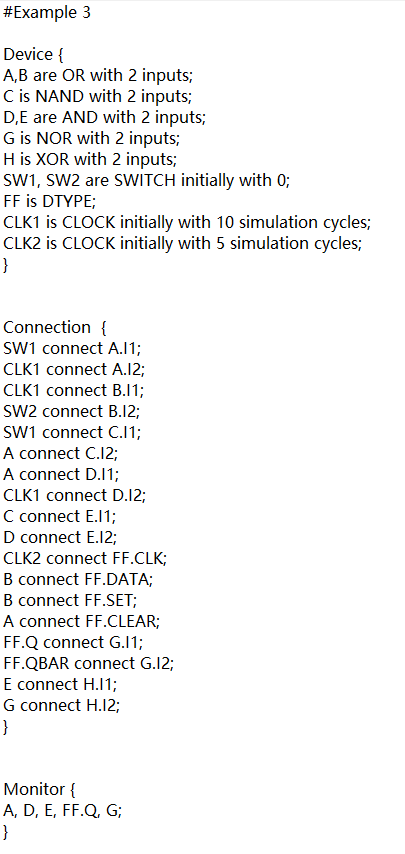 #Example 3
Device {
A,B are OR with 2 inputs;
C is NAND with 2 inputs;
D,E are AND with 2 inputs;
G is NOR with 2 inputs;
H is XOR with 2 inputs;
SW1, SW2 are SWITCH initially with 0;
FF is DTYPE;
CLK1 is CLOCK initially with 10 simulation cycles;
CLK2 is CLOCK initially with 5 simulation cycles;
}
Connection  {
SW1 connect A.I1;
CLK1 connect A.I2;
CLK1 connect B.I1;
SW2 connect B.I2;
SW1 connect C.I1;
A connect C.I2;
A connect D.I1;
CLK1 connect D.I2;
C connect E.I1;
D connect E.I2;
CLK2 connect FF.CLK;
B connect FF.DATA;
B connect FF.SET;
A connect FF.CLEAR;
FF.Q connect G.I1;
FF.QBAR connect G.I2;
E connect H.I1;
G connect H.I2;
}
Monitor {
A, D, E, FF.Q, G;
}